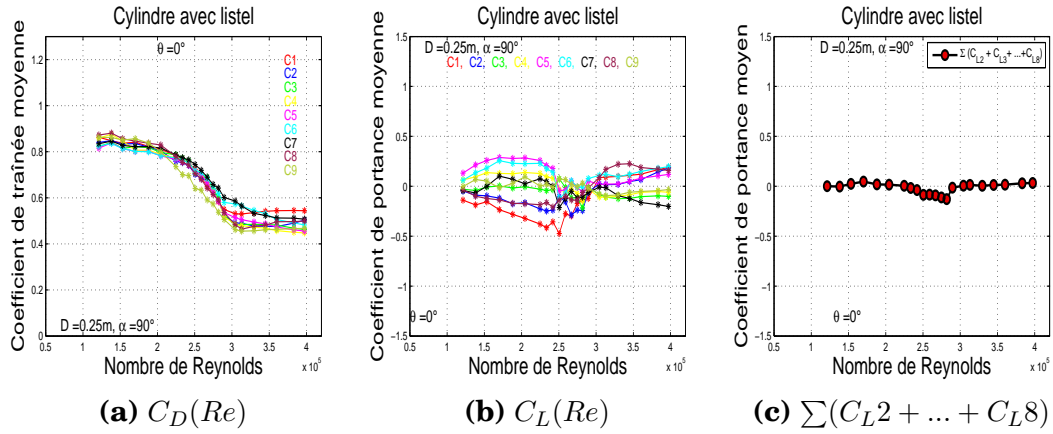 Cylindre avec listel
Coefficient de traînée moyenne
θ=0°
C1
C2
C3
C4
C5
C6
C7
C8
C9
D =0.25m, α =90°
1.2
1
0.8
0.6
0.4
0.2
0
0.5 1 1.5 2 2.5 3 3.5 4
x 10^5
Nombre de Reynolds
(a) C_D(Re)
Cylindre avec listel
Coefficient de portance moyen
D =0.25m, α =90°
C1, C2, C3, C4, C5, C6, C7, C8, C9
θ =0°
1.5
1
0.5
0
−0.5
−1
−1.5
0.5 1 1.5 2 2.5 3 3.5 4
x 10^5
Nombre de Reynolds
(b) C_L(Re)
Cylindre avec listel
Coefficient de portance moyen
D =0.25m, α =90°
Σ (C_L2 + C_L3+ ...+C_L8)
θ =0°
1.5
1
0.5
0
−0.5
−1
−1.5
0.5 1 1.5 2 2.5 3 3.5 4
x 10^5
Nombre de Reynolds
(c) ∑(C_L2 + ... + C_L8)